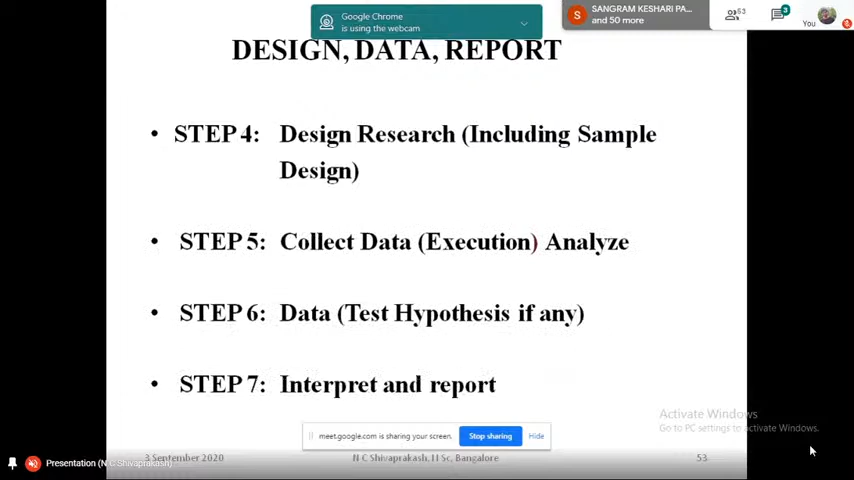 Google Chrome
is using the webcam
SANGRAM KESHARI PA...
and 50 more
53
3
You
S
DESIGN, DATA, REPORT
• STEP 4: Design Research (Including Sample
Design)
• STEP 5: Collect Data (Execution) Analyze
• STEP 6: Data (Test Hypothesis if any)
• STEP 7: Interpret and report
Activate Windows
Go to PC settings to activate Windows.
meet.google.com is sharing your screen.
Stop sharing
Hide
Presentation (N C Shivaprakash)
3 September 2020
N C Shivaprakash, II Sc, Bangalore
53